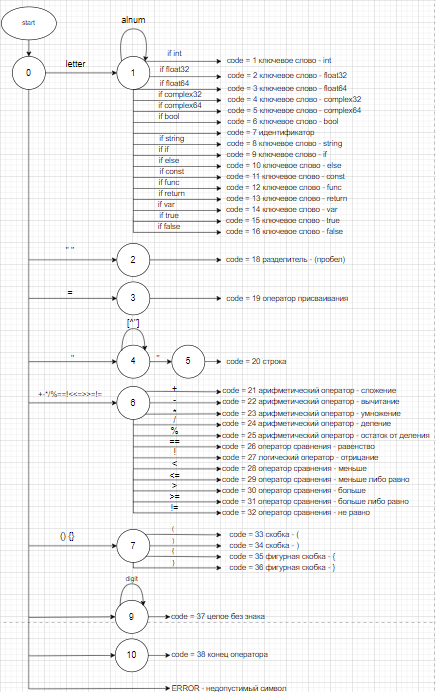 start
alnum
0
letter
1
if int
code = 1 ключевое слово - int
if float32
code = 2 ключевое слово - float32
if float64
code = 3 ключевое слово - float64
if complex32
code = 4 ключевое слово - complex32
if complex64
code = 5 ключевое слово - complex64
if bool
code = 6 ключевое слово - bool
code = 7 идентификатор
if string
code = 8 ключевое слово - string
if if
code = 9 ключевое слово - if
if else
code = 10 ключевое слово - else
if const
code = 11 ключевое слово - const
if func
code = 12 ключевое слово - func
if return
code = 13 ключевое слово - return
if var
code = 14 ключевое слово - var
if true
code = 15 ключевое слово - true
if false
code = 16 ключевое слово - false
" "
2
code = 18 разделитель - (пробел)
=
3
code = 19 оператор присваивания
[^"]
"
4
"
5
code = 20 строка
+-*/%==!<<=>>=!=
6
+
code = 21 арифметический оператор - сложение
-
code = 22 арифметический оператор - вычитание
*
code = 23 арифметический оператор - умножение
/
code = 24 арифметический оператор - деление
%
code = 25 арифметический оператор - остаток от деления
==
code = 26 оператор сравнения - равенство
!
code = 27 логический оператор - отрицание
<
code = 28 оператор сравнения - меньше
<=
code = 29 оператор сравнения - меньше либо равно
>
code = 30 оператор сравнения - больше
>=
code = 31 оператор сравнения - больше либо равно
!=
code = 32 оператор сравнения - не равно
() {}
7
(
code = 33 скобка - (
)
code = 34 скобка - )
{
code = 35 фигурная скобка - {
}
code = 36 фигурная скобка - }
digit
9
code = 37 целое без знака
10
code = 38 конец оператора
ERROR - недопустимый символ